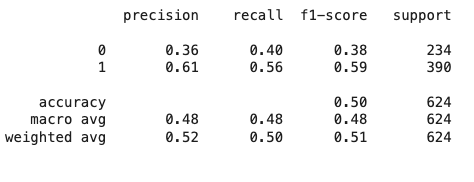 precision recall f1-score support
0 0.36 0.40 0.38 234
1 0.61 0.56 0.59 390
accuracy 0.50 624
macro avg 0.48 0.48 0.48 624
weighted avg 0.52 0.50 0.51 624